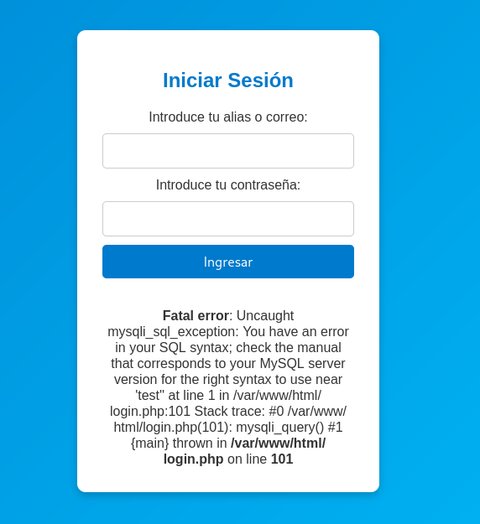 Iniciar Sesión
Introduce tu alias o correo:
Introduce tu contraseña:
Ingresar
Fatal error: Uncaught
mysqli_sql_exception: You have an error
in your SQL syntax; check the manual
that corresponds to your MySQL server
version for the right syntax to use near
'test'' at line 1 in /var/www/html/
login.php:101 Stack trace: #0 /var/www/
html/login.php(101): mysqli_query() #1
{main} thrown in /var/www/html/
login.php on line 101